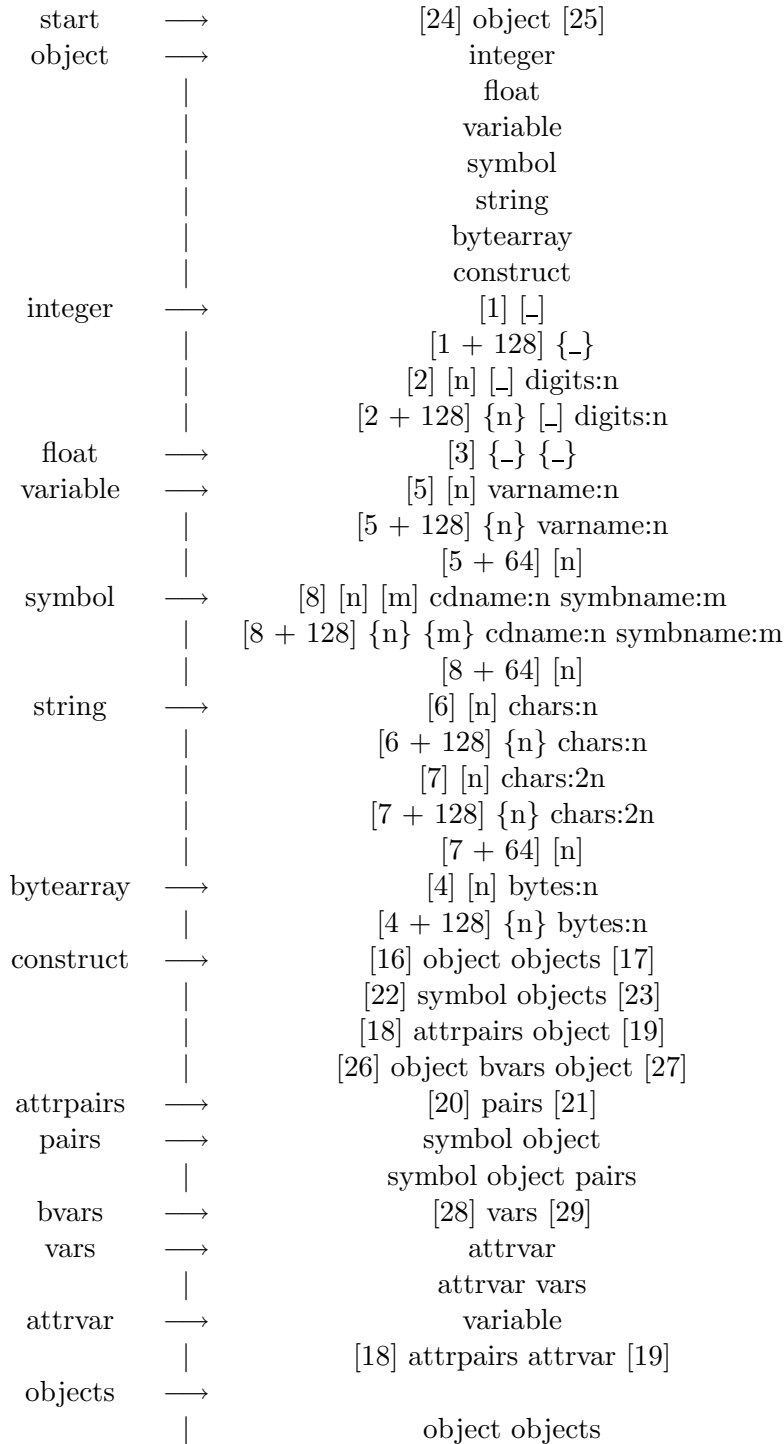 start ⟶ [24] object [25]
object ⟶ integer
| float
| variable
| symbol
| string
| bytearray
| construct
integer ⟶ [1] [_]
| [1 + 128] {_}
| [2] [n] [_] digits:n
| [2 + 128] {n} [_] digits:n
float ⟶ [3] {_} {_}
variable ⟶ [5] [n] varname:n
| [5 + 128] {n} varname:n
| [5 + 64] [n]
symbol ⟶ [8] [n] [m] cdname:n symbname:m
| [8 + 128] {n} {m} cdname:n symbname:m
| [8 + 64] [n]
string ⟶ [6] [n] chars:n
| [6 + 128] {n} chars:n
| [7] [n] chars:2n
| [7 + 128] {n} chars:2n
| [7 + 64] [n]
bytearray ⟶ [4] [n] bytes:n
| [4 + 128] {n} bytes:n
construct ⟶ [16] object objects [17]
| [22] symbol objects [23]
| [18] attrpairs object [19]
| [26] object bvars object [27]
attrpairs ⟶ [20] pairs [21]
pairs ⟶ symbol object
| symbol object pairs
bvars ⟶ [28] vars [29]
vars ⟶ attrvar
| attrvar vars
attrvar ⟶ variable
| [18] attrpairs attrvar [19]
objects ⟶
| object objects